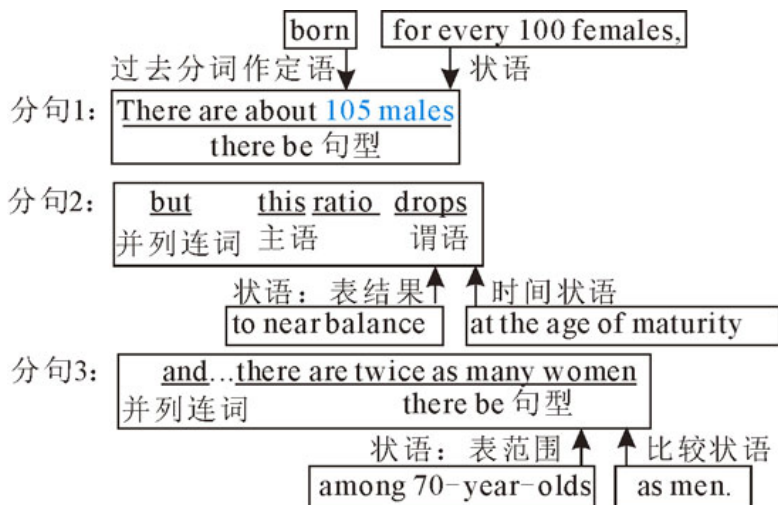 born for every 100 females,
过去分词作定语 状语
分句1: There are about 105 males
there be 句型
分句2: but this ratio drops
并列连词 主语 谓语
状语：表结果 时间状语
to near balance at the age of maturity
分句3: and...there are twice as many women
并列连词 there be 句型
状语：表范围 比较状语
among 70-year-olds as men.